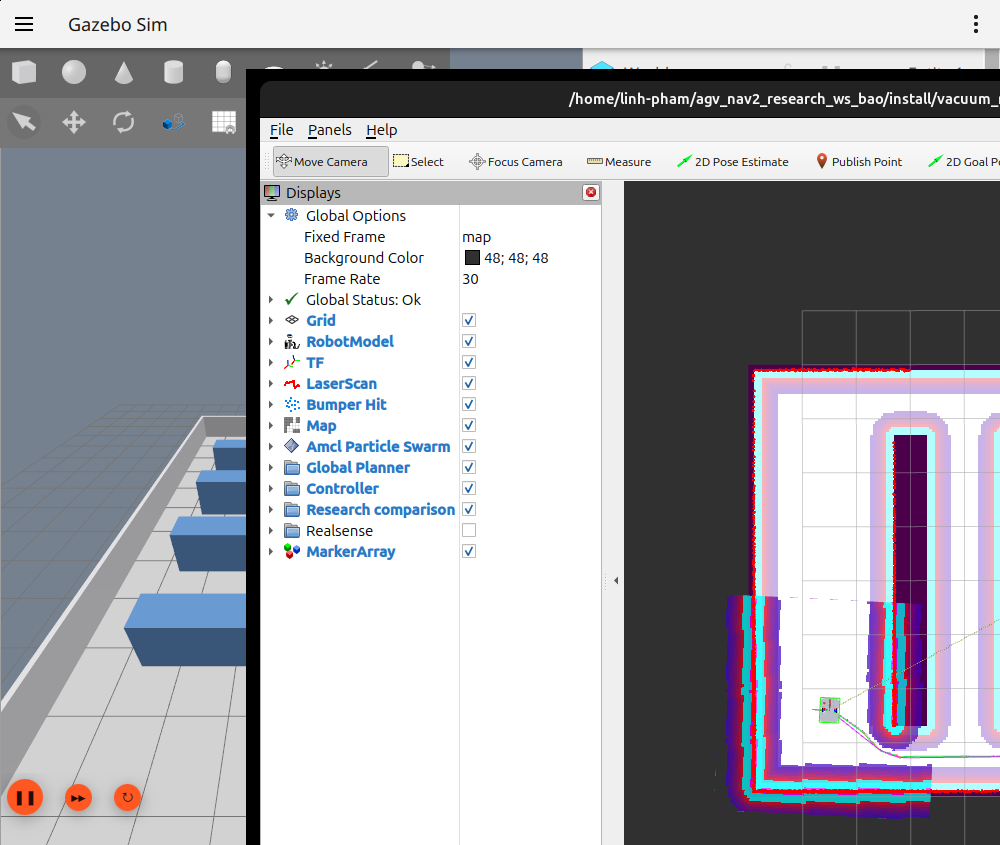 Gazebo Sim
/home/linh-pham/agv_nav2_research_ws_bao/install/vacuum_
File Panels Help
Move Camera Select Focus Camera Measure 2D Pose Estimate Publish Point 2D Goal
Displays
Global Options
Fixed Frame map
Background Color 48; 48; 48
Frame Rate 30
Global Status: Ok
Grid
RobotModel
TF
LaserScan
Bumper Hit
Map
Amcl Particle Swarm
Global Planner
Controller
Research comparison
Realsense
MarkerArray